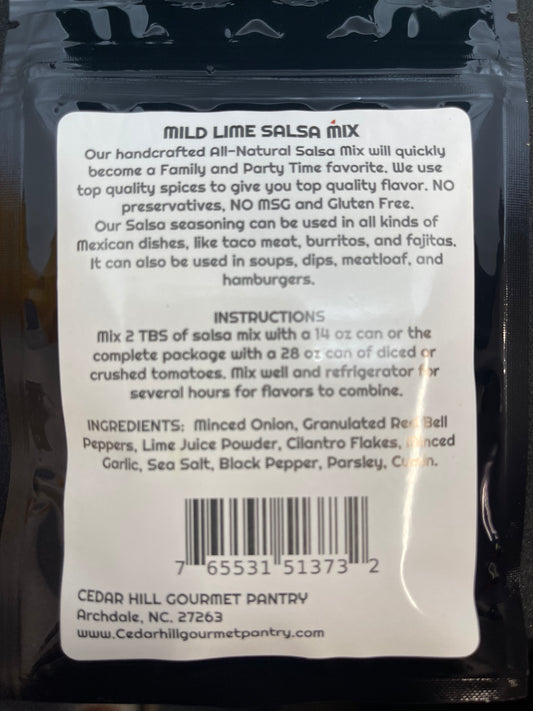 MILD LIME SALSA MIX
Our handcrafted All-Natural Salsa Mix will quickly
become a Family and Party Time favorite. We use
top quality spices to give you top quality flavor. NO
preservatives, NO MSG and Gluten Free.
Our Salsa seasoning can be used in all kinds of
Mexican dishes, like taco meat, burritos, and fajitas.
It can also be used in soups, dips, meatloaf, and
hamburgers.
INSTRUCTIONS
Mix 2 TBS of salsa mix with a 14 oz can or the
complete package with a 28 oz can of diced or
crushed tomatoes. Mix well and refrigerator for
several hours for flavors to combine.
INGREDIENTS: Minced Onion, Granulated Red Bell
Peppers, Lime Juice Powder, Cilantro Flakes, Minced
Garlic, Sea Salt, Black Pepper, Parsley, Cumin.
7 65531 51373 2
CEDAR HILL GOURMET PANTRY
Archdale, NC. 27263
www.Cedarhillgourmetpantry.com